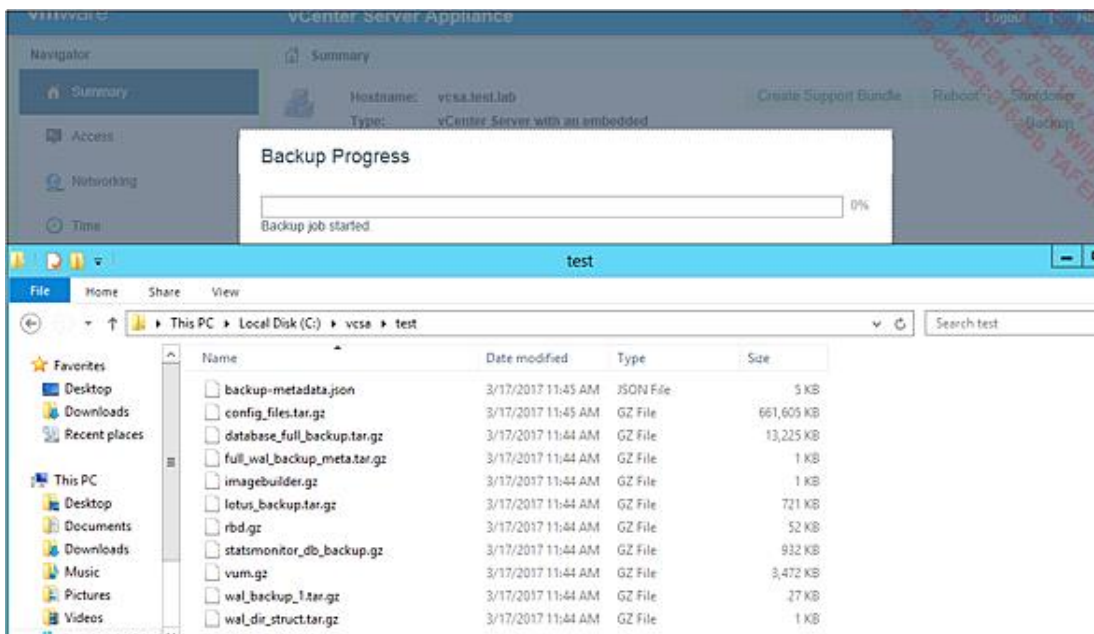 vmware vCenter Server Appliance Logout
Navigator Summary
Summary Hostname: vcsa.test.lab Create Support Bundle Reboot Shutdown
Type: vCenter Server with an embedded Backup
Access
Backup Progress
Networking
0%
Time Backup job started.
test
File Home Share View
This PC Local Disk (C:) vcsa test Search test
Name Date modified Type Size
Favorites
Desktop backup-metadata.json 3/17/2017 11:45 AM JSON File 5 KB
Downloads config_files.tar.gz 3/17/2017 11:45 AM GZ File 661,605 KB
Recent places database_full_backup.tar.gz 3/17/2017 11:44 AM GZ File 13,225 KB
full_wal_backup_meta.tar.gz 3/17/2017 11:44 AM GZ File 1 KB
This PC imagebuilder.gz 3/17/2017 11:44 AM GZ File 1 KB
Desktop lotus_backup.tar.gz 3/17/2017 11:44 AM GZ File 721 KB
Documents rbd.gz 3/17/2017 11:44 AM GZ File 52 KB
Downloads statsmonitor_db_backup.gz 3/17/2017 11:44 AM GZ File 932 KB
Music vum.gz 3/17/2017 11:44 AM GZ File 3,472 KB
Pictures wal_backup_1.tar.gz 3/17/2017 11:44 AM GZ File 27 KB
Videos wal_dir_struct.tar.gz 3/17/2017 11:44 AM GZ File 1 KB